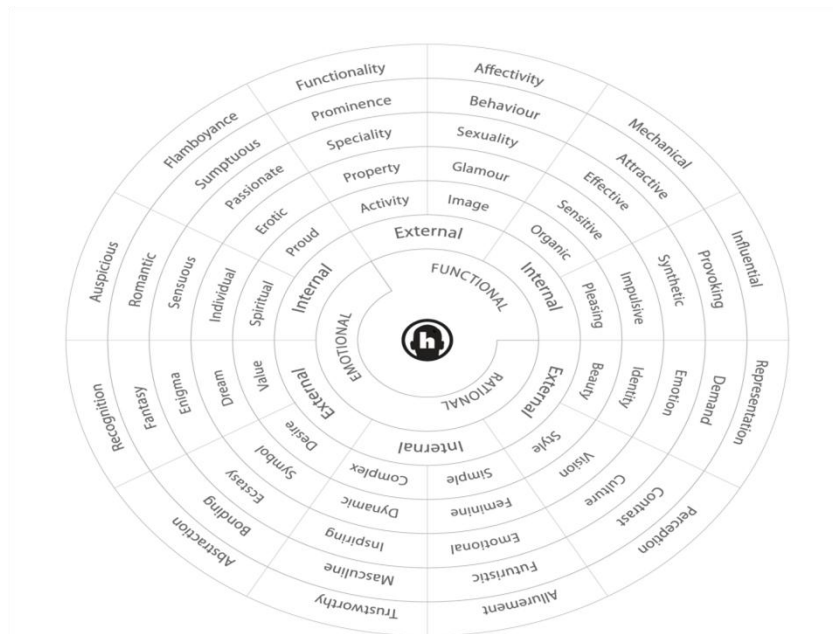 h
FUNCTIONAL
RATIONAL
EMOTIONAL
External
Internal
External
Internal
External
Internal
Affectivity
Behaviour
Sexuality
Glamour
Image
Mechanical
Attractive
Effective
Sensitive
Organic
Influential
Provoking
Synthetic
Impulsive
Pleasing
Representation
Demand
Emotion
Identity
Beauty
Perception
Contrast
Culture
Vision
Style
Allurement
Futuristic
Emotional
Feminine
Simple
Trustworthy
Masculine
Inspiring
Dynamic
Complex
Abstraction
Bonding
Ecstasy
Symbol
Desire
Recognition
Fantasy
Enigma
Dream
Value
Auspicious
Romantic
Sensuous
Individual
Spiritual
Flamboyance
Sumptuous
Passionate
Erotic
Proud
Functionality
Prominence
Speciality
Property
Activity